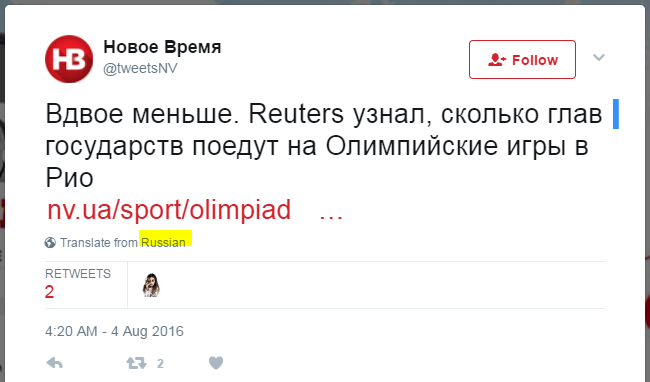 НВ
Новое Время
@tweetsNV
Follow
Вдвое меньше. Reuters узнал, сколько глав
государств поедут на Олимпийские игры в
Рио
nv.ua/sport/olimpiad …
Translate from Russian
RETWEETS
2
4:20 AM - 4 Aug 2016
2